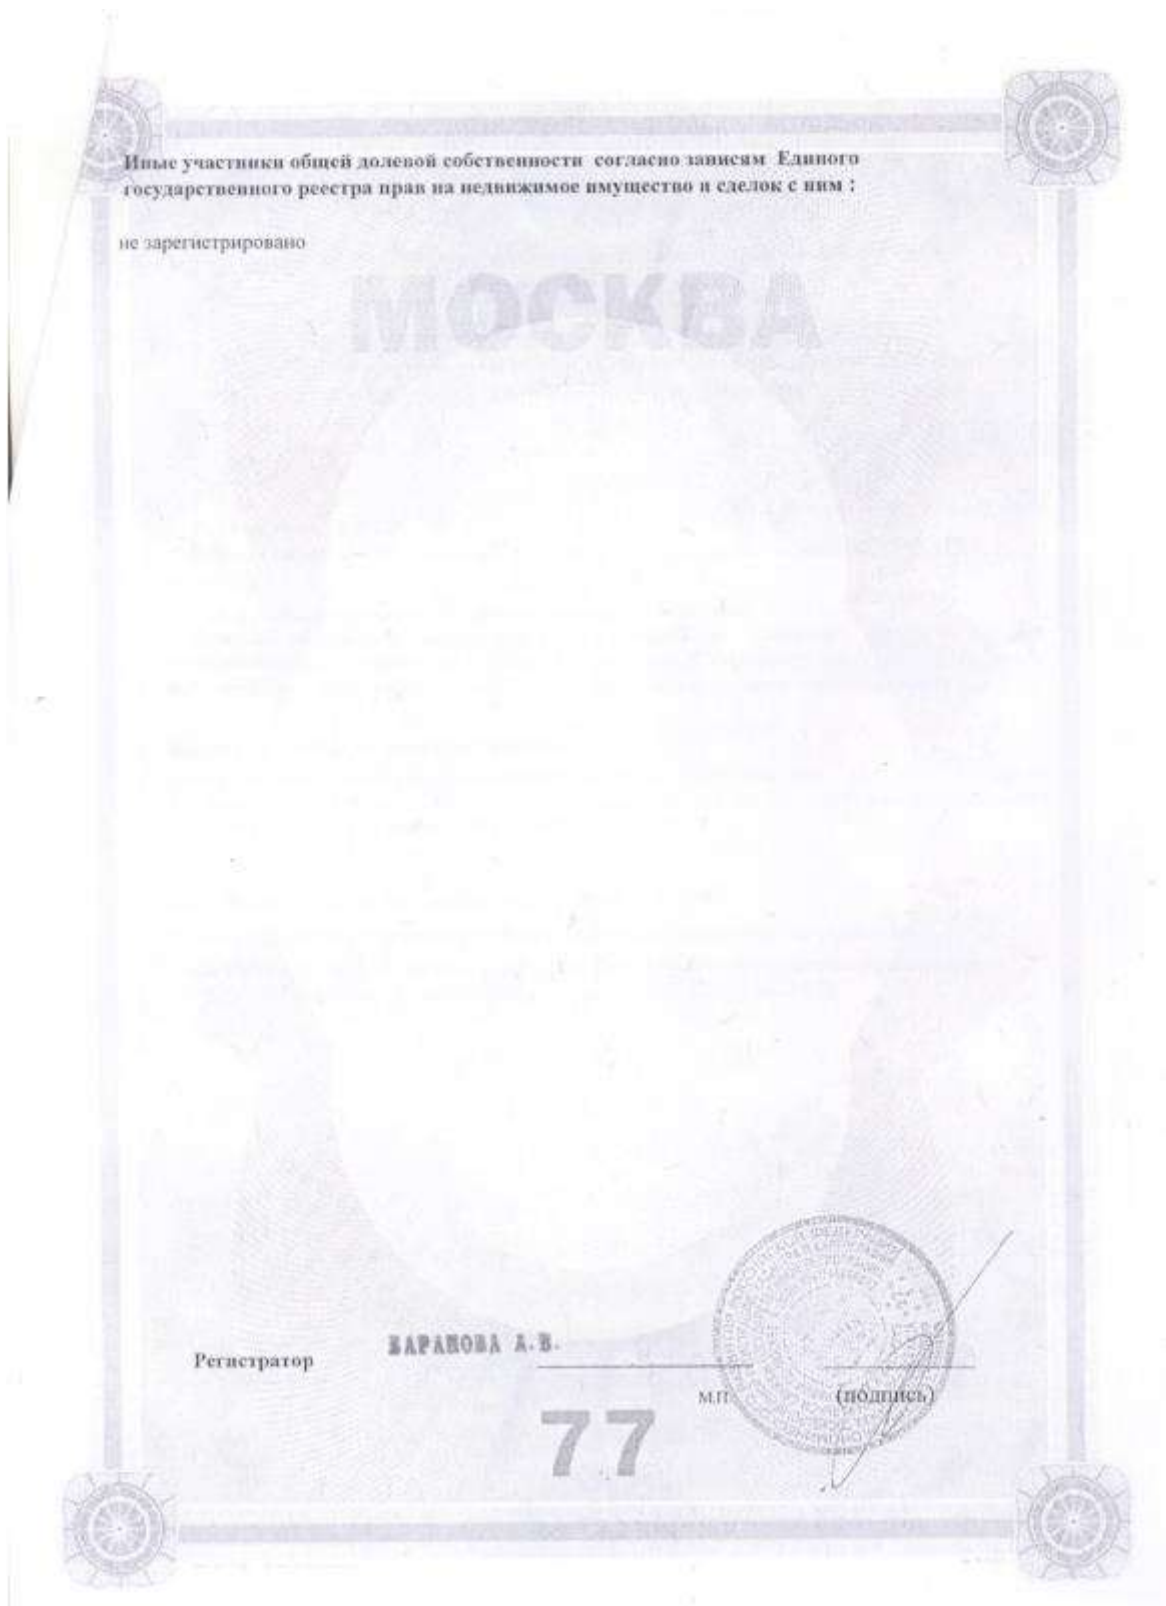 Иные участники общей долевой собственности согласно записям Единого
государственного реестра прав на недвижимое имущество и сделок с ним :
не зарегистрировано
МОСКВА
БАРАНОВА А.В.
Регистратор
М.П.
(подпись)
77